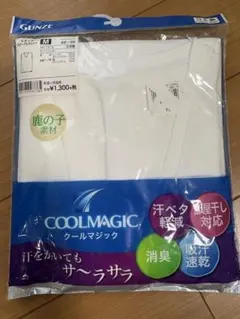 GUNZE
M
¥1,300+税
鹿の子
素材
COOLMAGIC
クールマジック
汗ベタ
軽減
部屋干し
対応
消臭
吸汗
速乾
汗をかいても
サ〜ラサラ